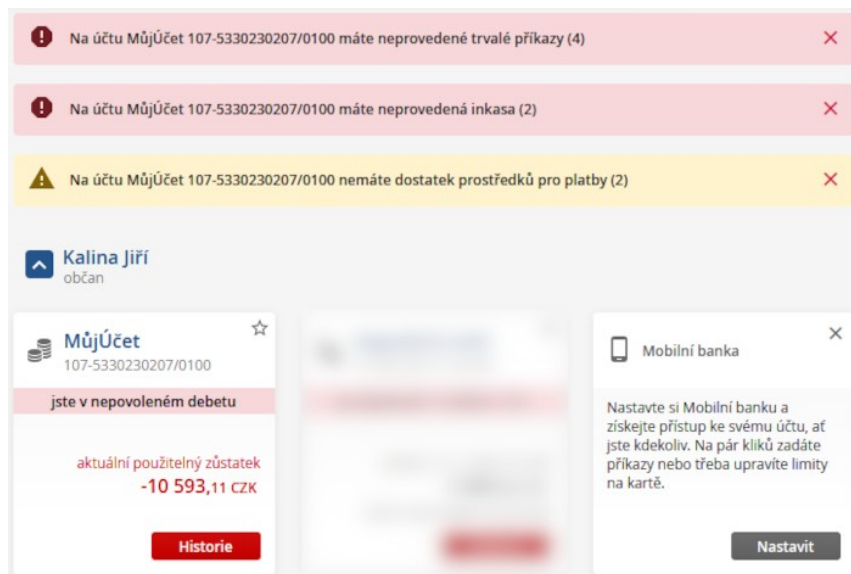 Na účtu MůjÚčet 107-5330230207/0100 máte neprovedené trvalé příkazy (4)
Na účtu MůjÚčet 107-5330230207/0100 máte neprovedená inkasa (2)
Na účtu MůjÚčet 107-5330230207/0100 nemáte dostatek prostředků pro platby (2)
Kalina Jiří
občan
MůjÚčet
107-5330230207/0100
jste v nepovoleném debetu
aktuální použitelný zůstatek
-10 593,11 CZK
Historie
Mobilní banka
Nastavte si Mobilní banku a
získejte přístup ke svému účtu, ať
jste kdekoliv. Na pár kliků zadáte
příkazy nebo třeba upravíte limity
na kartě.
Nastavit